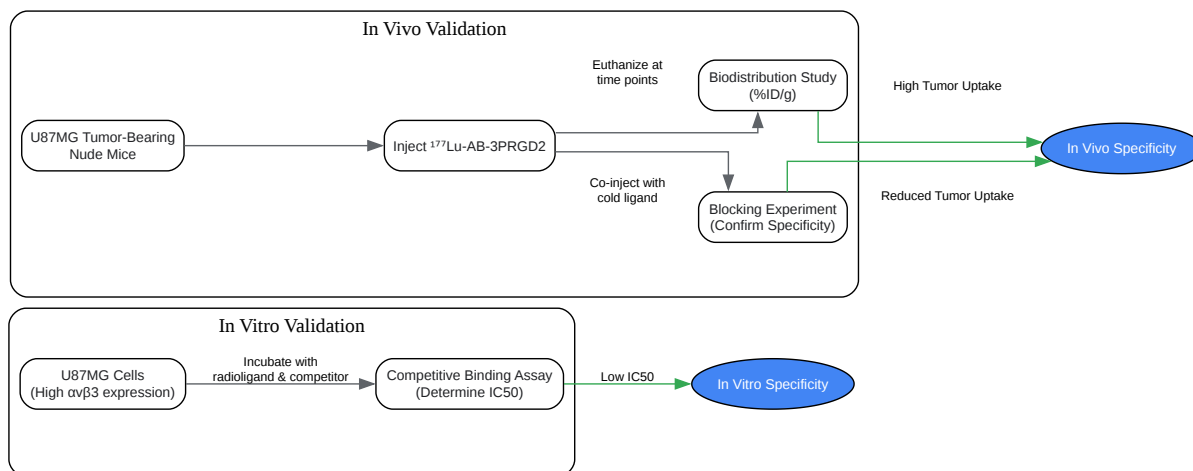 In Vivo Validation
U87MG Tumor-Bearing
Nude Mice
Inject ¹⁷⁷Lu-AB-3PRGD2
Euthanize at
time points
Biodistribution Study
(%ID/g)
High Tumor Uptake
Co-inject with
cold ligand
Blocking Experiment
(Confirm Specificity)
Reduced Tumor Uptake
In Vivo Specificity
In Vitro Validation
U87MG Cells
(High αvβ3 expression)
Incubate with
radioligand & competitor
Competitive Binding Assay
(Determine IC50)
Low IC50
In Vitro Specificity